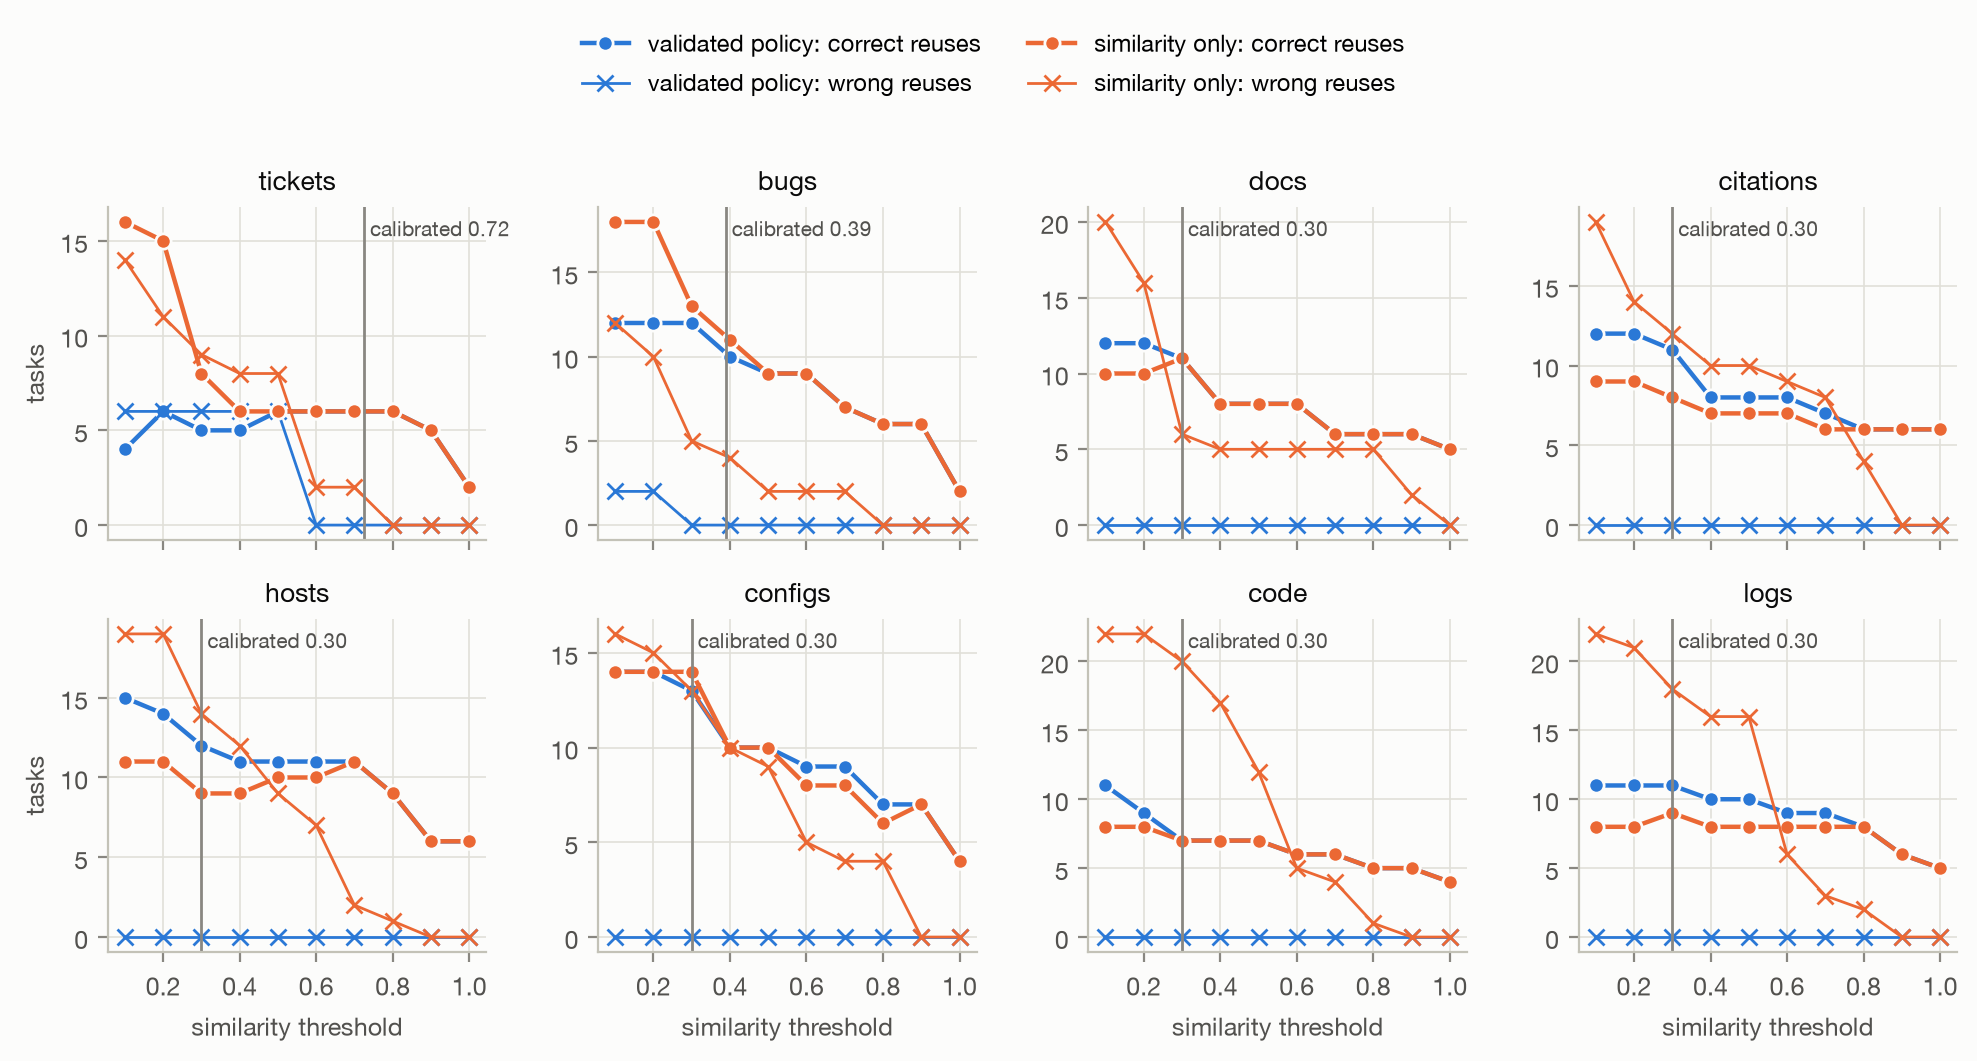 validated policy: correct reuses
similarity only: correct reuses
validated policy: wrong reuses
similarity only: wrong reuses
tickets
bugs
docs
citations
calibrated 0.72
calibrated 0.39
calibrated 0.30
calibrated 0.30
tasks
15
10
5
0
15
10
5
0
20
15
10
5
0
15
10
5
0
hosts
configs
code
logs
calibrated 0.30
calibrated 0.30
calibrated 0.30
calibrated 0.30
tasks
15
10
5
0
15
10
5
0
20
15
10
5
0
20
15
10
5
0
0.2 0.4 0.6 0.8 1.0
0.2 0.4 0.6 0.8 1.0
0.2 0.4 0.6 0.8 1.0
0.2 0.4 0.6 0.8 1.0
similarity threshold
similarity threshold
similarity threshold
similarity threshold